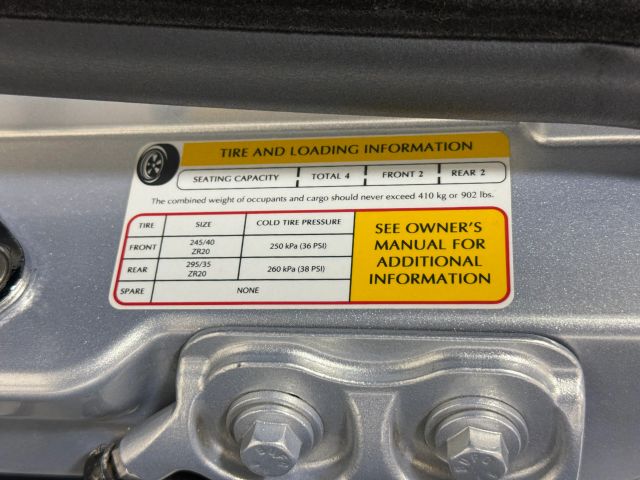 TIRE AND LOADING INFORMATION
SEATING CAPACITY TOTAL 4 FRONT 2 REAR 2
The combined weight of occupants and cargo should never exceed 410 kg or 902 lbs.
TIRE SIZE COLD TIRE PRESSURE
FRONT 245/40 ZR20 250 kPa (36 PSI)
REAR 295/35 ZR20 260 kPa (38 PSI)
SPARE NONE
SEE OWNER'S
MANUAL FOR
ADDITIONAL
INFORMATION